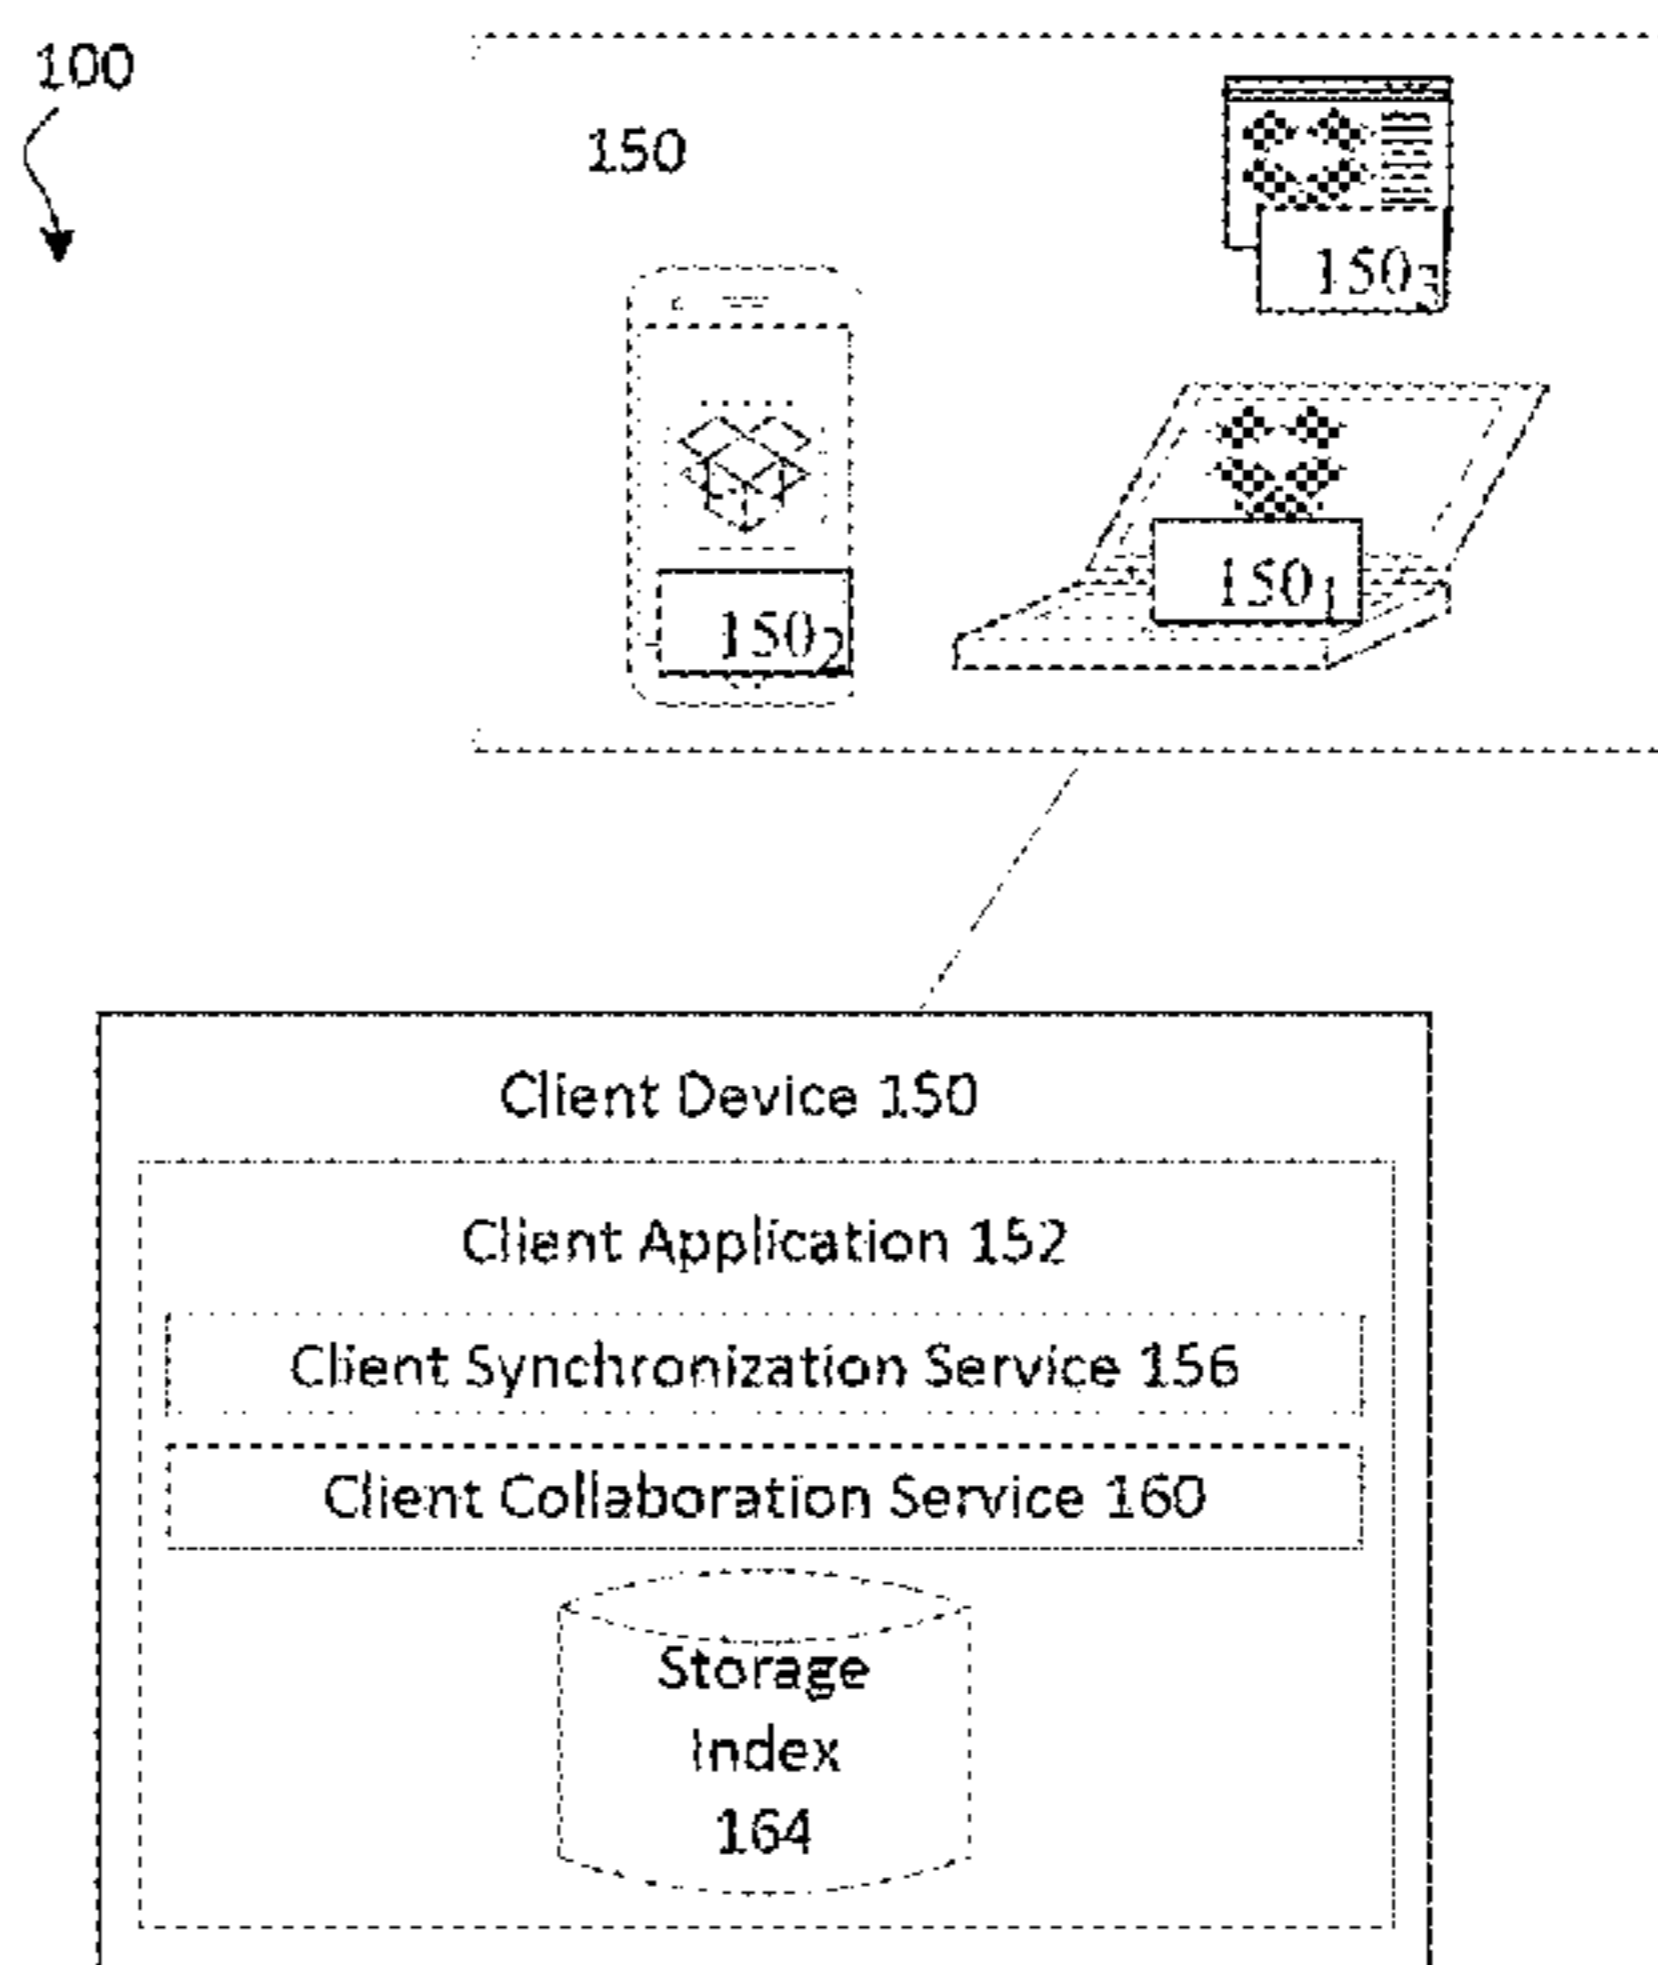 100
150
150₃
150₁
150₂
Client Device 150
Client Application 152
Client Synchronization Service 156
Client Collaboration Service 160
Storage
Index
164